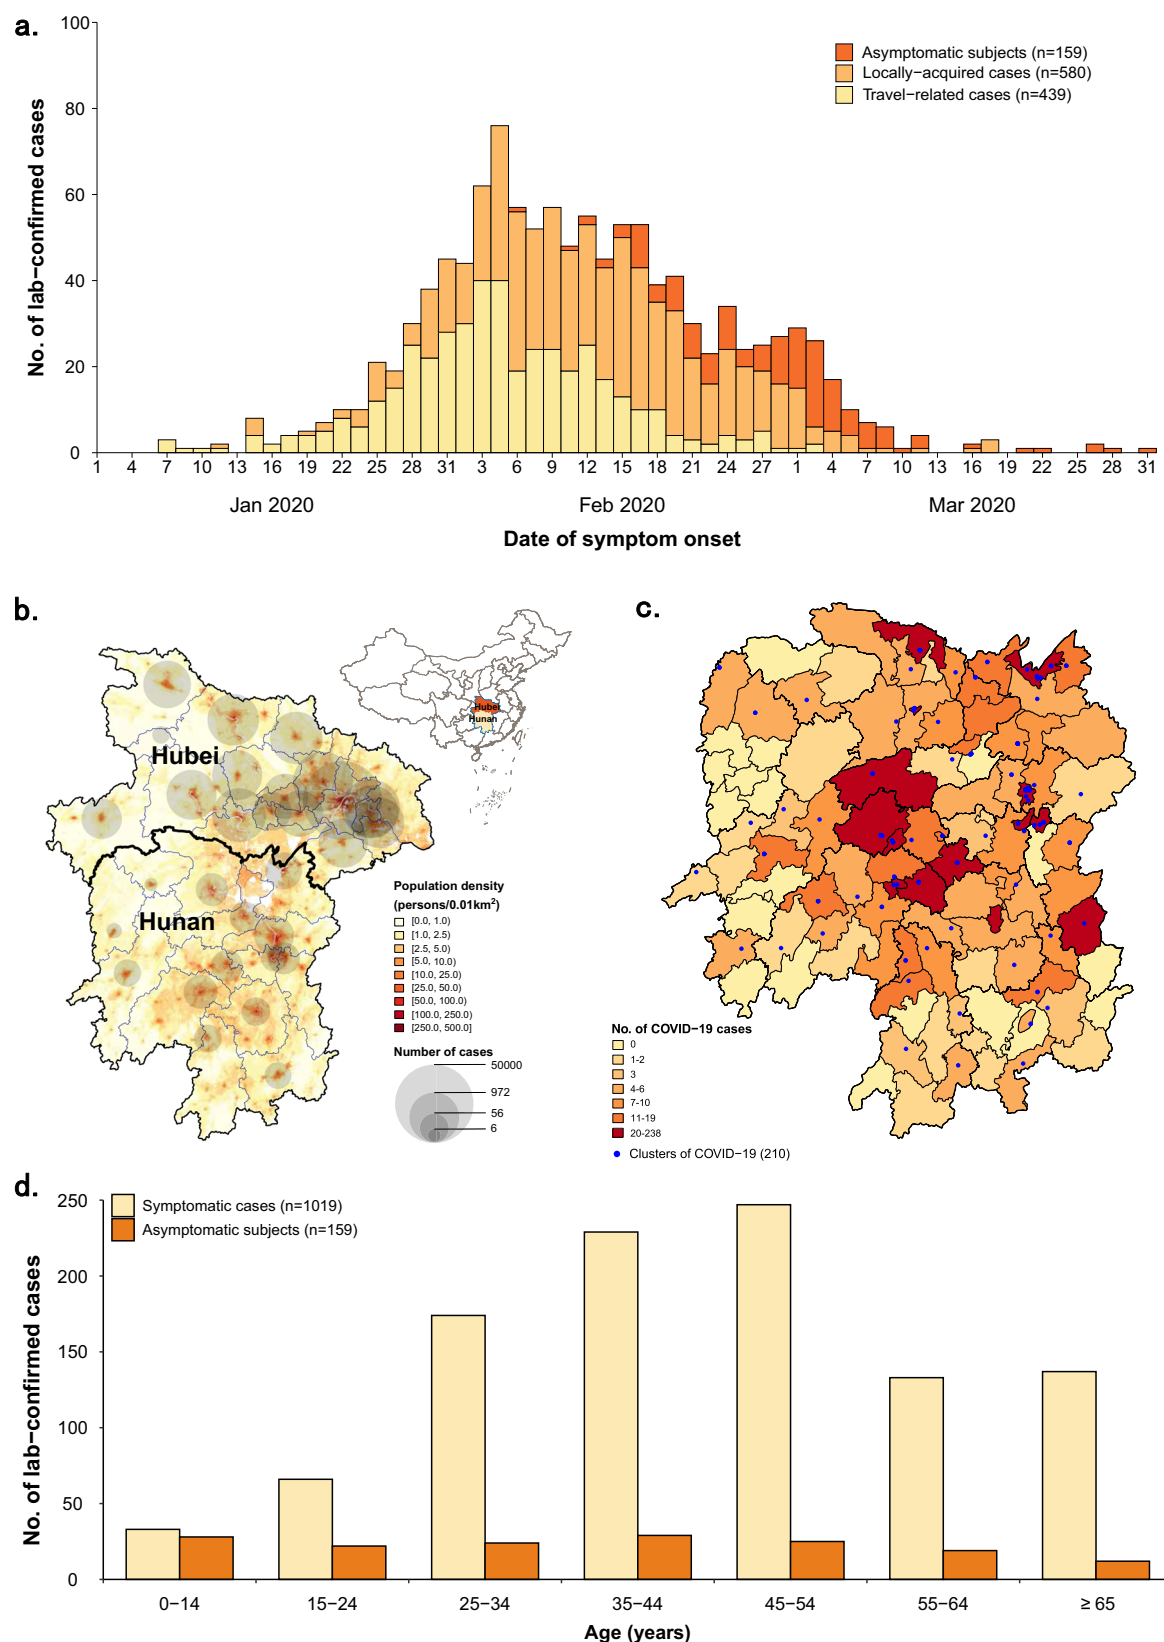 a.
100
80
60
40
20
0
No. of lab−confirmed cases
Asymptomatic subjects (n=159)
Locally−acquired cases (n=580)
Travel−related cases (n=439)
1 4 7 10 13 16 19 22 25 28 31 3 6 9 12 15 18 21 24 27 1 4 7 10 13 16 19 22 25 28 31
Jan 2020 Feb 2020 Mar 2020
Date of symptom onset
b.
Hubei
Hunan
Hubei
Hunan
Population density
(persons/0.01km²)
[0.0, 1.0)
[1.0, 2.5)
[2.5, 5.0)
[5.0, 10.0)
[10.0, 25.0)
[25.0, 50.0)
[50.0, 100.0)
[100.0, 250.0)
[250.0, 500.0]
Number of cases
50000
972
56
6
c.
No. of COVID−19 cases
0
1-2
3
4-6
7-10
11-19
20-238
Clusters of COVID−19 (210)
d.
250
200
150
100
50
0
No. of lab−confirmed cases
Symptomatic cases (n=1019)
Asymptomatic subjects (n=159)
0−14 15−24 25−34 35−44 45−54 55−64 ≥ 65
Age (years)